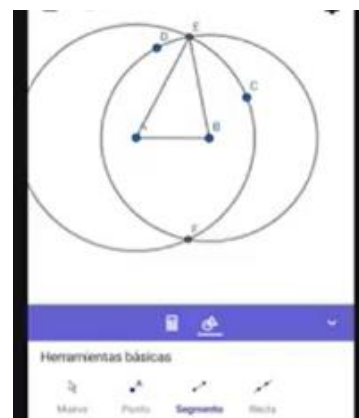 E
D
C
A
B
F
Herramientas básicas
Mueve Punto Segmento Recta